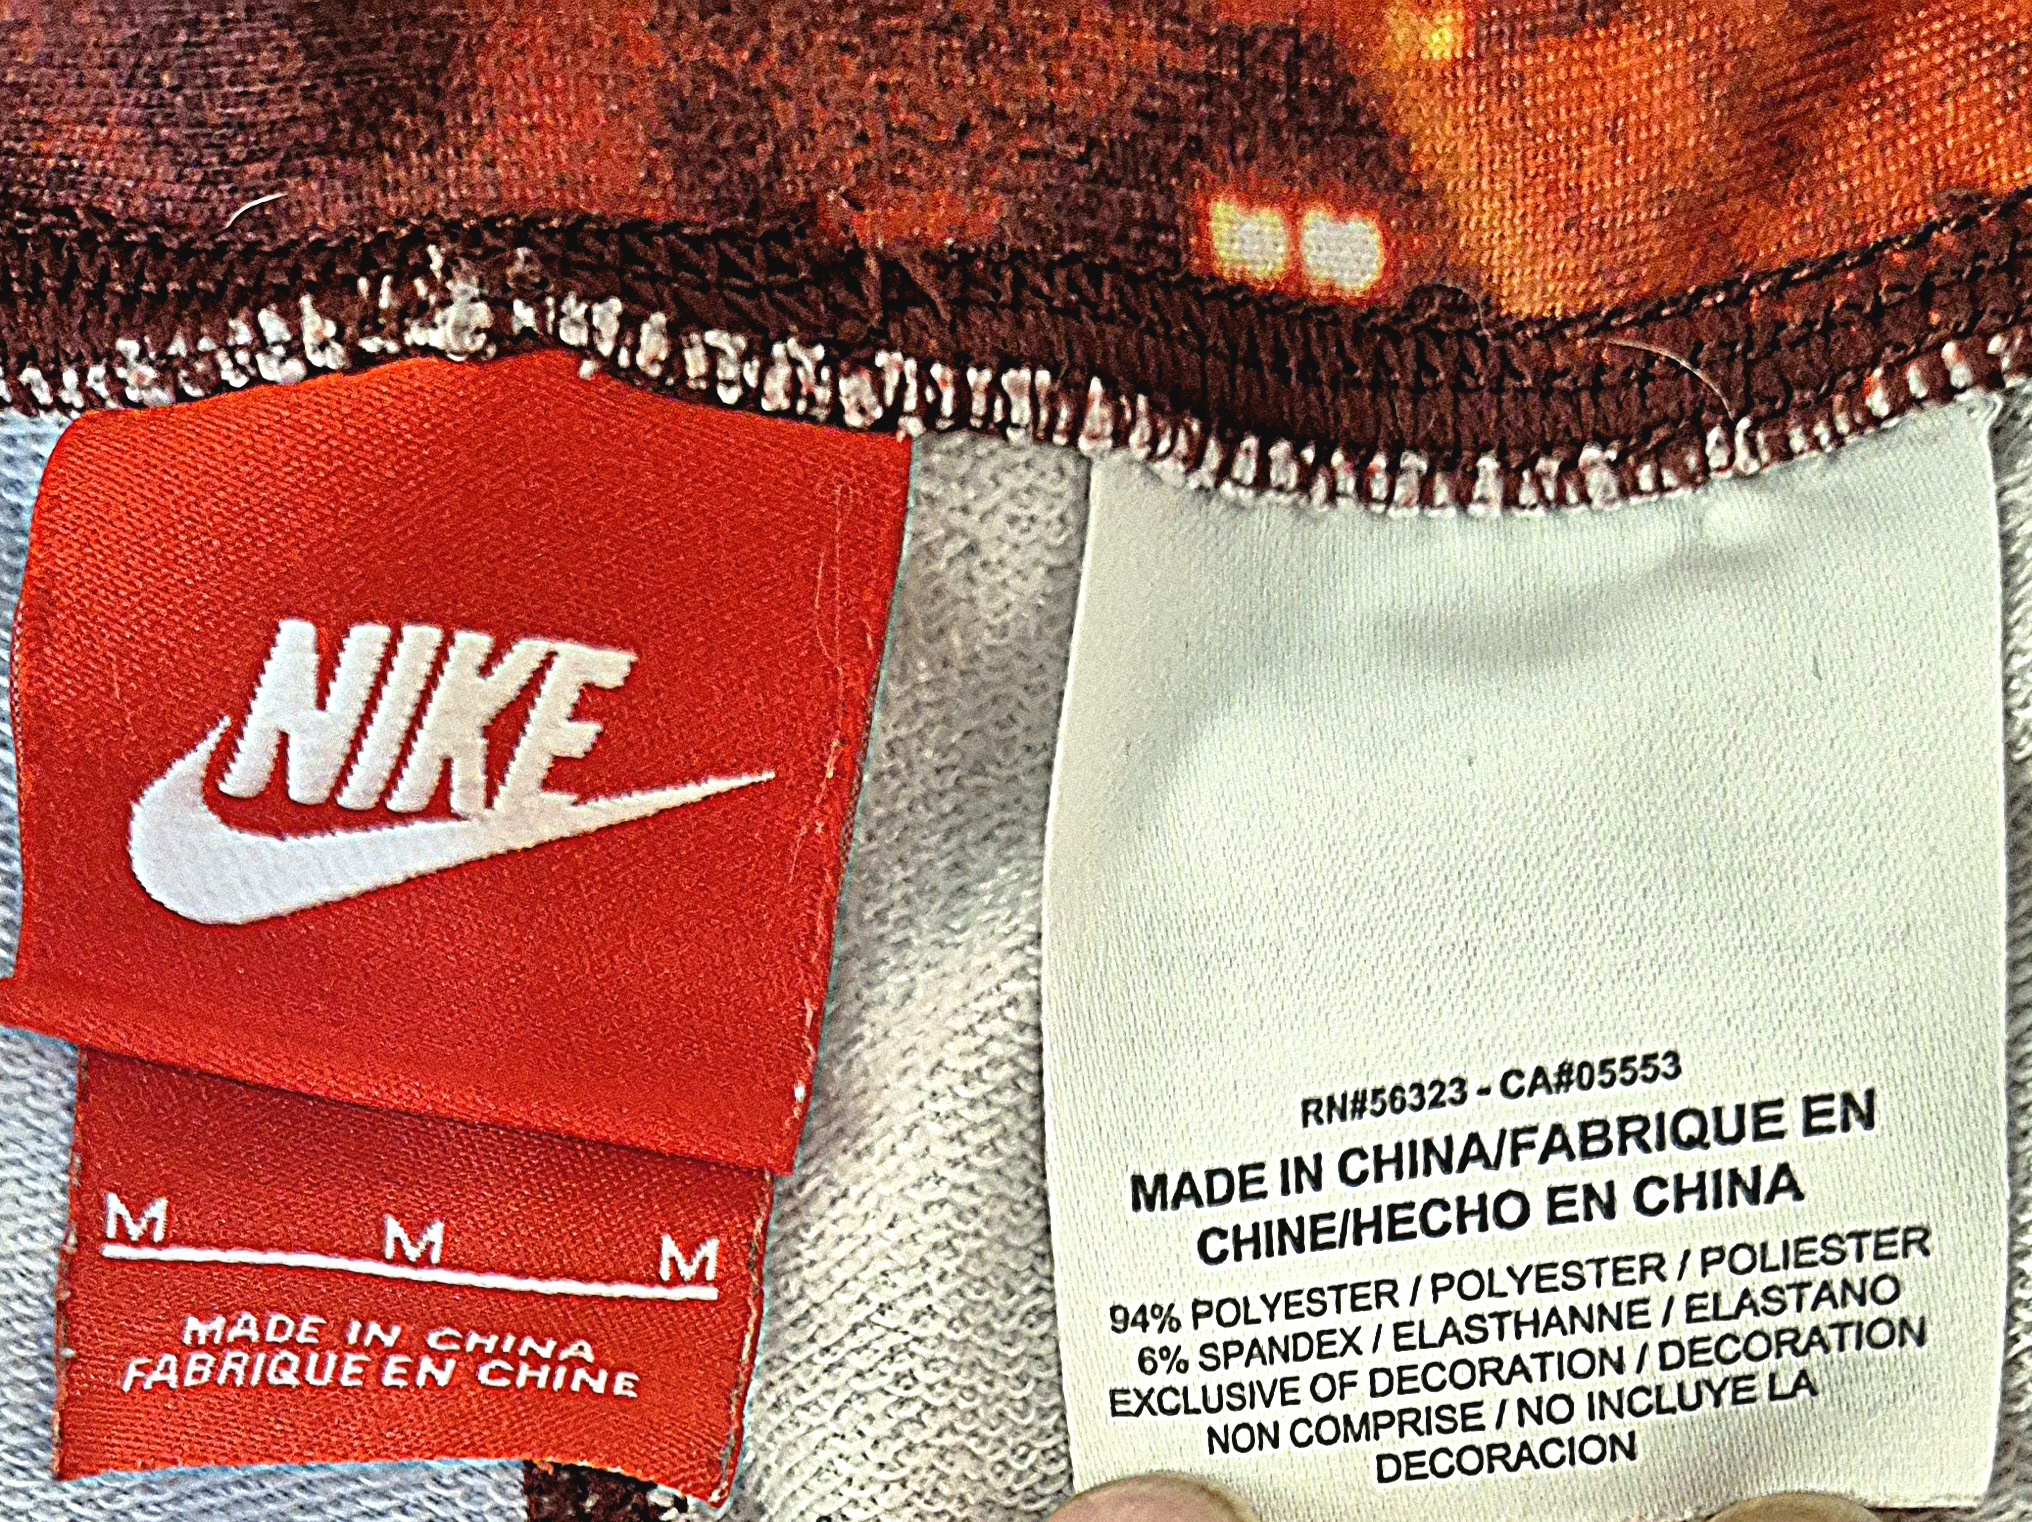 NIKE
M M M
MADE IN CHINA
FABRIQUE EN CHINE
RN#56323 - CA#05553
MADE IN CHINA/FABRIQUE EN
CHINE/HECHO EN CHINA
94% POLYESTER / POLYESTER / POLIESTER
6% SPANDEX / ELASTHANNE / ELASTANO
EXCLUSIVE OF DECORATION / DECORATION
NON COMPRISE / NO INCLUYE LA
DECORACION